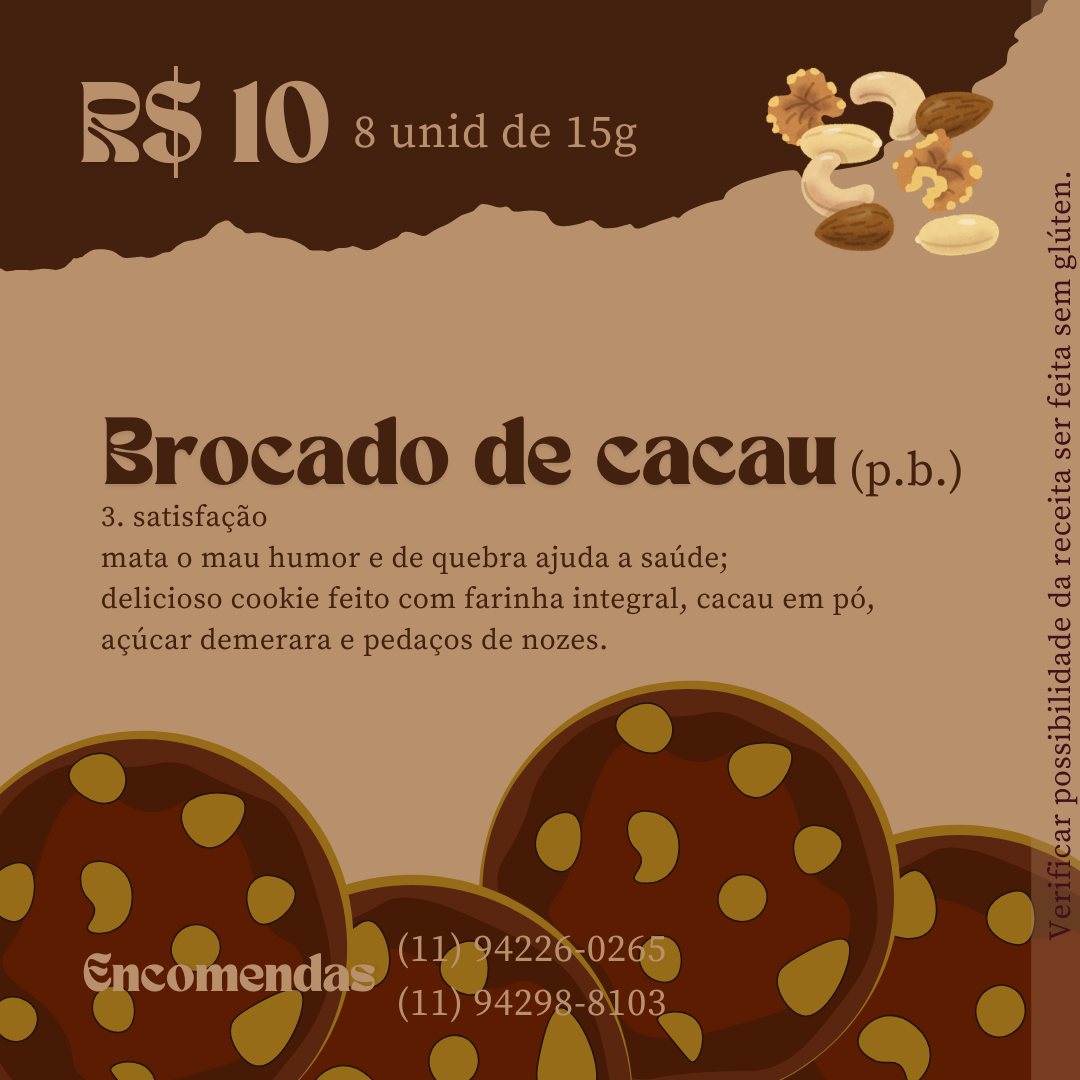 R$ 10 8 unid de 15g
Brocado de cacau (p.b.)
3. satisfação
mata o mau humor e de quebra ajuda a saúde;
delicioso cookie feito com farinha integral, cacau em pó,
açúcar demerara e pedaços de nozes.
Encomendas
(11) 94226-0265
(11) 94298-8103
Verificar possibilidade da receita ser feita sem glúten.